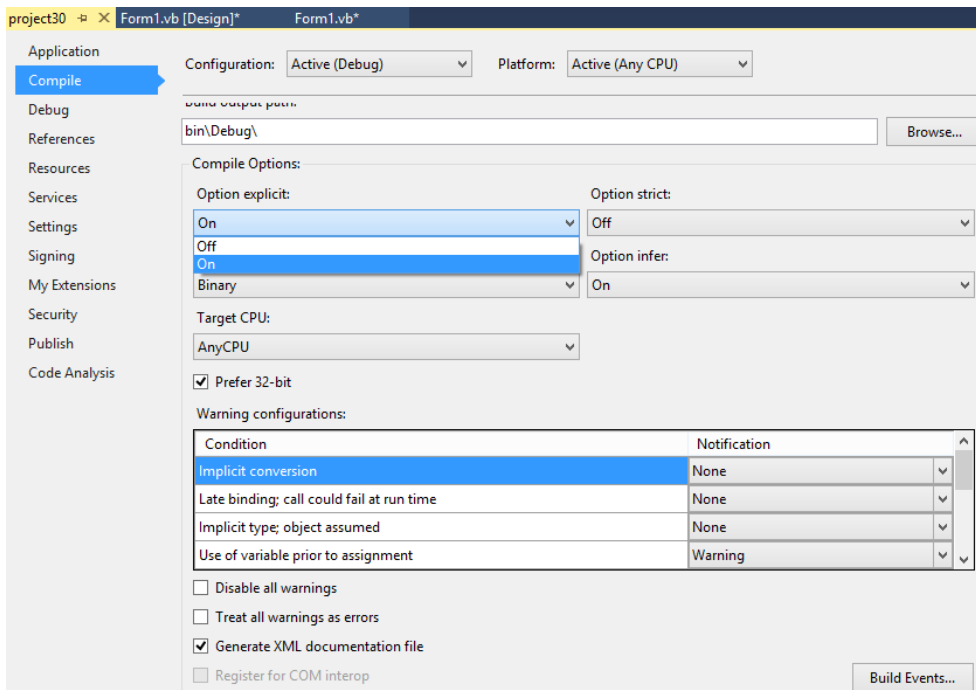 project30 Form1.vb [Design]* Form1.vb*
Application
Compile
Debug
References
Resources
Services
Settings
Signing
My Extensions
Security
Publish
Code Analysis
Configuration: Active (Debug) Platform: Active (Any CPU)
Build output path:
bin\Debug\ Browse...
Compile Options:
Option explicit: Option strict:
On Off
Off
On
Option infer:
Binary On
Target CPU:
AnyCPU
Prefer 32-bit
Warning configurations:
Condition Notification
Implicit conversion None
Late binding; call could fail at run time None
Implicit type; object assumed None
Use of variable prior to assignment Warning
Disable all warnings
Treat all warnings as errors
Generate XML documentation file
Register for COM interop
Build Events...